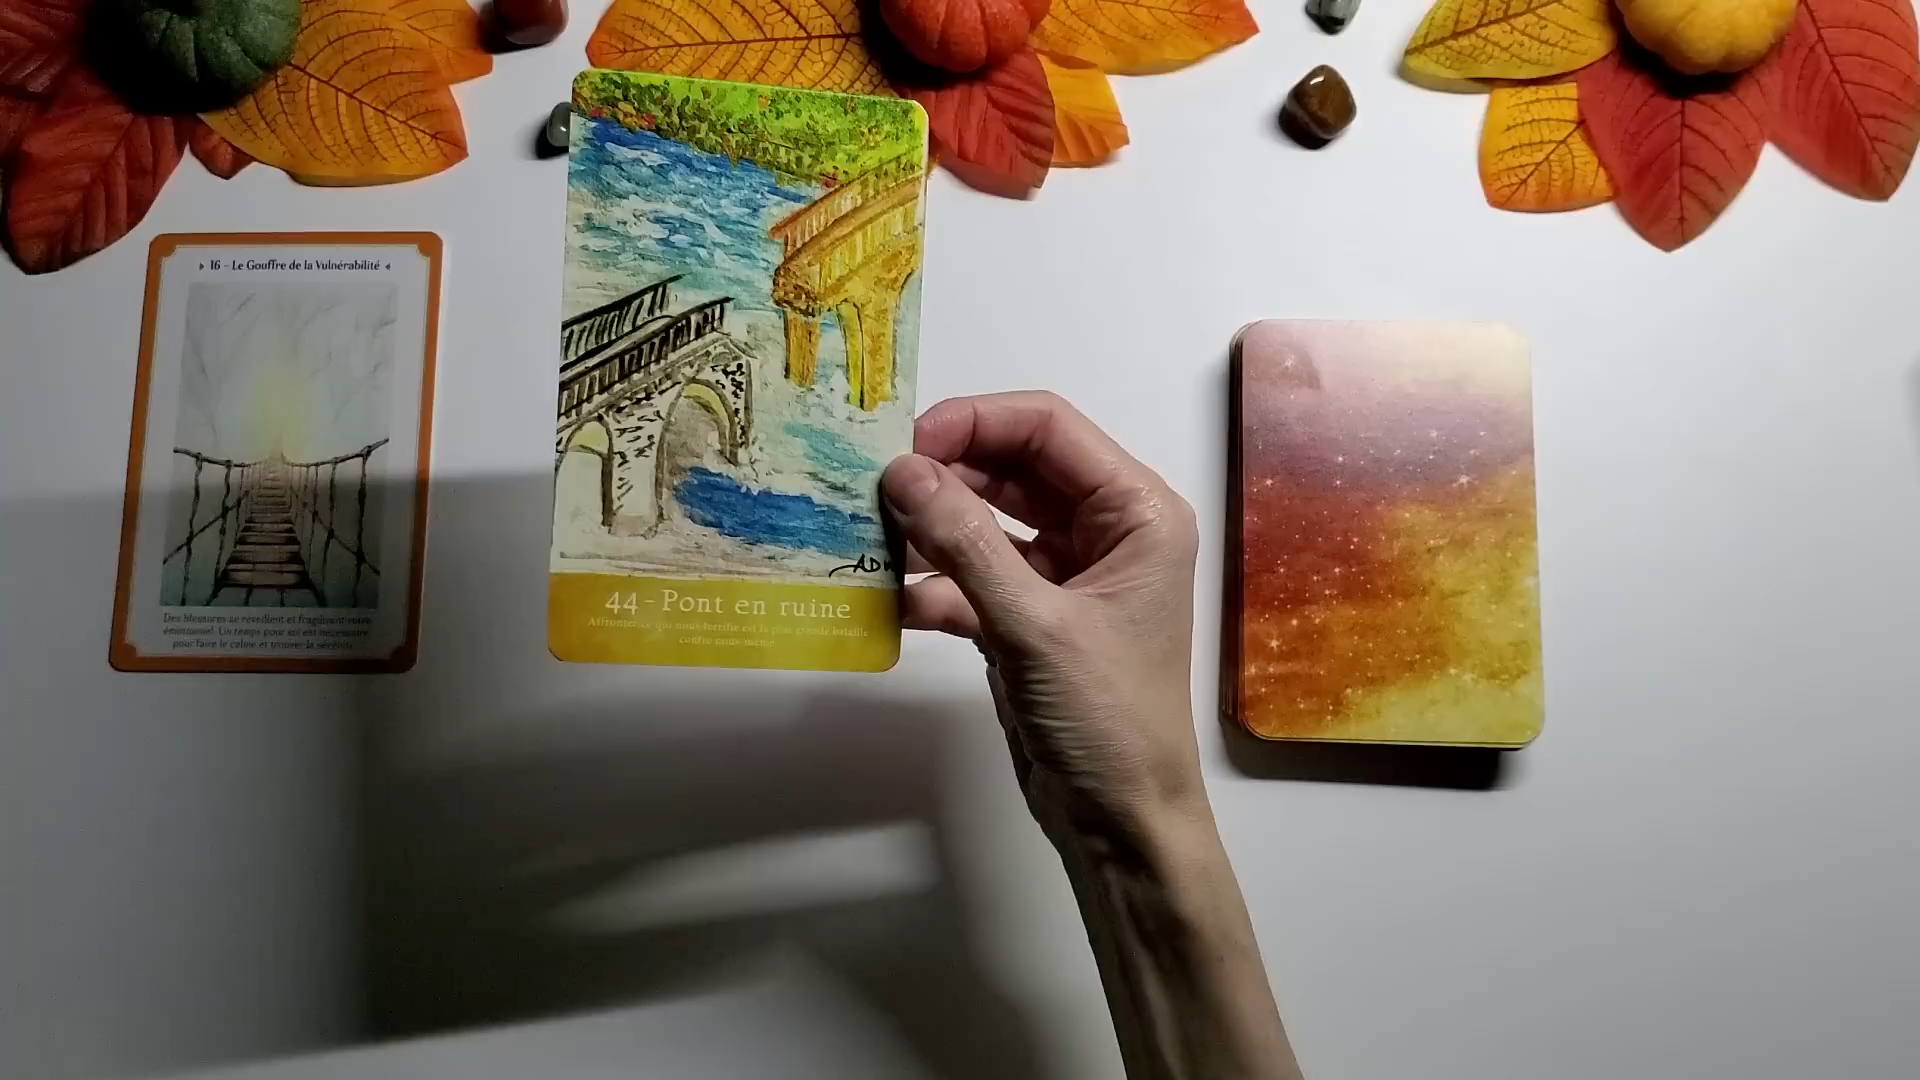 16 - Le Gouffre de la Vulnérabilité
Des blessures se révèlent et fragilisent votre
émotionnel. Un temps pour soi est nécessaire
pour faire le calme et trouver la sérénité.
44 - Pont en ruine
Affronter ce qui nous terrifie est la plus grande bataille
contre nous-même